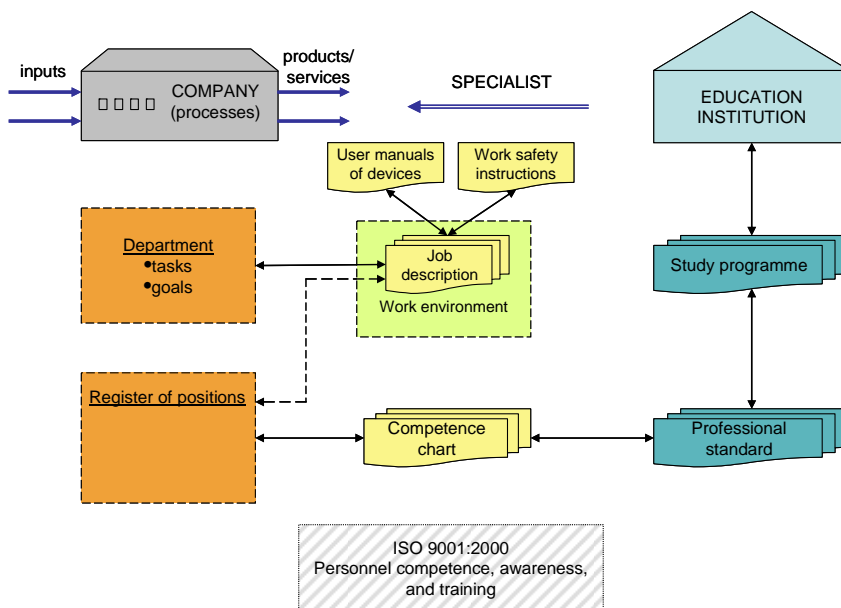 inputs
products/
services
COMPANY
(processes)
SPECIALIST
EDUCATION
INSTITUTION
User manuals
of devices
Work safety
instructions
Department
•tasks
•goals
Job
description
Work environment
Study programme
Register of positions
Competence
chart
Professional
standard
ISO 9001:2000
Personnel competence, awareness,
and training